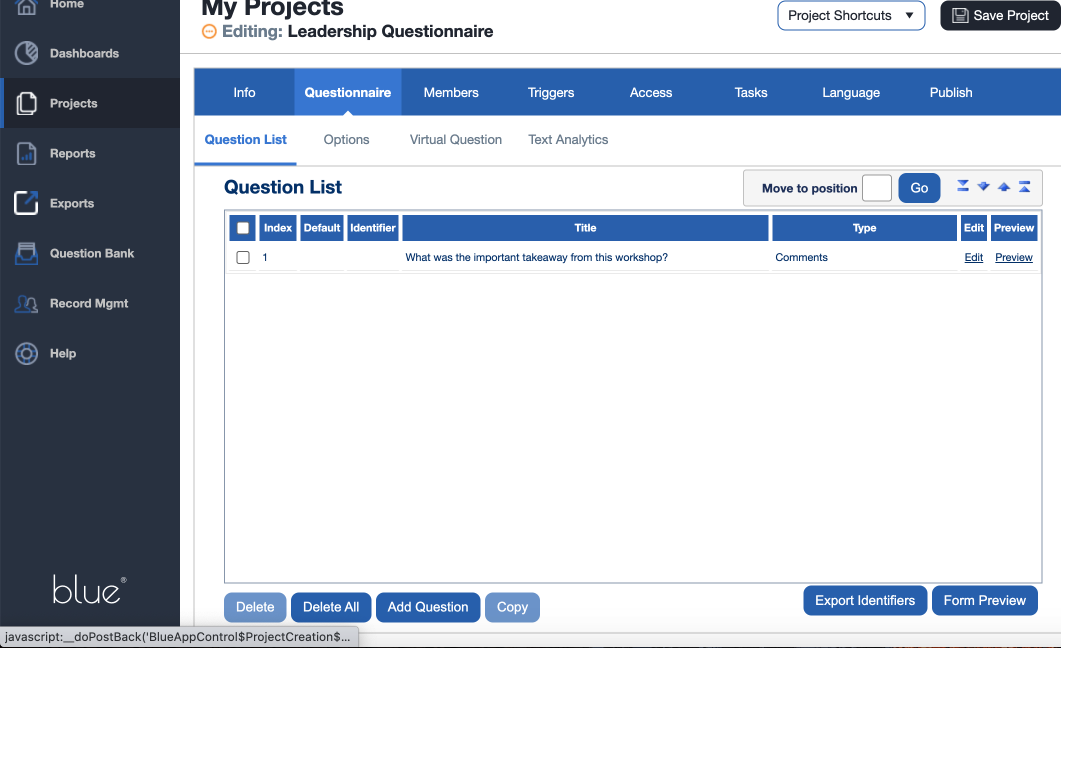 Home
My Projects
Editing: Leadership Questionnaire
Project Shortcuts ▼
Save Project
Dashboards
Projects
Reports
Exports
Question Bank
Record Mgmt
Help
blue®
Info Questionnaire Members Triggers Access Tasks Language Publish
Question List Options Virtual Question Text Analytics
Question List
Move to position Go
Index Default Identifier Title Type Edit Preview
1 What was the important takeaway from this workshop? Comments Edit Preview
Delete Delete All Add Question Copy
Export Identifiers Form Preview
javascript:__doPostBack('BlueAppControl$ProjectCreation$...